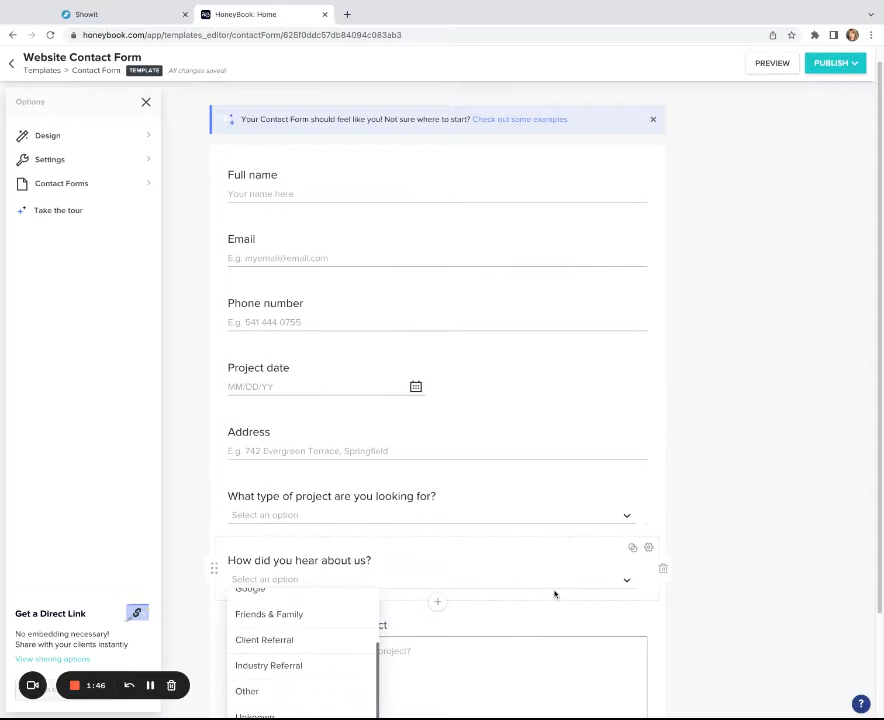 Showit
HoneyBook: Home
honeybook.com/app/templates_editor/contactForm/625f0ddc57db84094c083ab3
Website Contact Form
Templates > Contact Form TEMPLATE All changes saved!
PREVIEW
PUBLISH
Options
Design
Settings
Contact Forms
Take the tour
Your Contact Form should feel like you! Not sure where to start? Check out some examples
Full name
Your name here
Email
E.g. myemail@email.com
Phone number
E.g. 541 444 0755
Project date
MM/DD/YY
Address
E.g. 742 Evergreen Terrace, Springfield
What type of project are you looking for?
Select an option
How did you hear about us?
Select an option
Google
Friends & Family
Client Referral
Industry Referral
Other
Unknown
project?
Get a Direct Link
No embedding necessary!
Share with your clients instantly
View sharing options
1:46
?